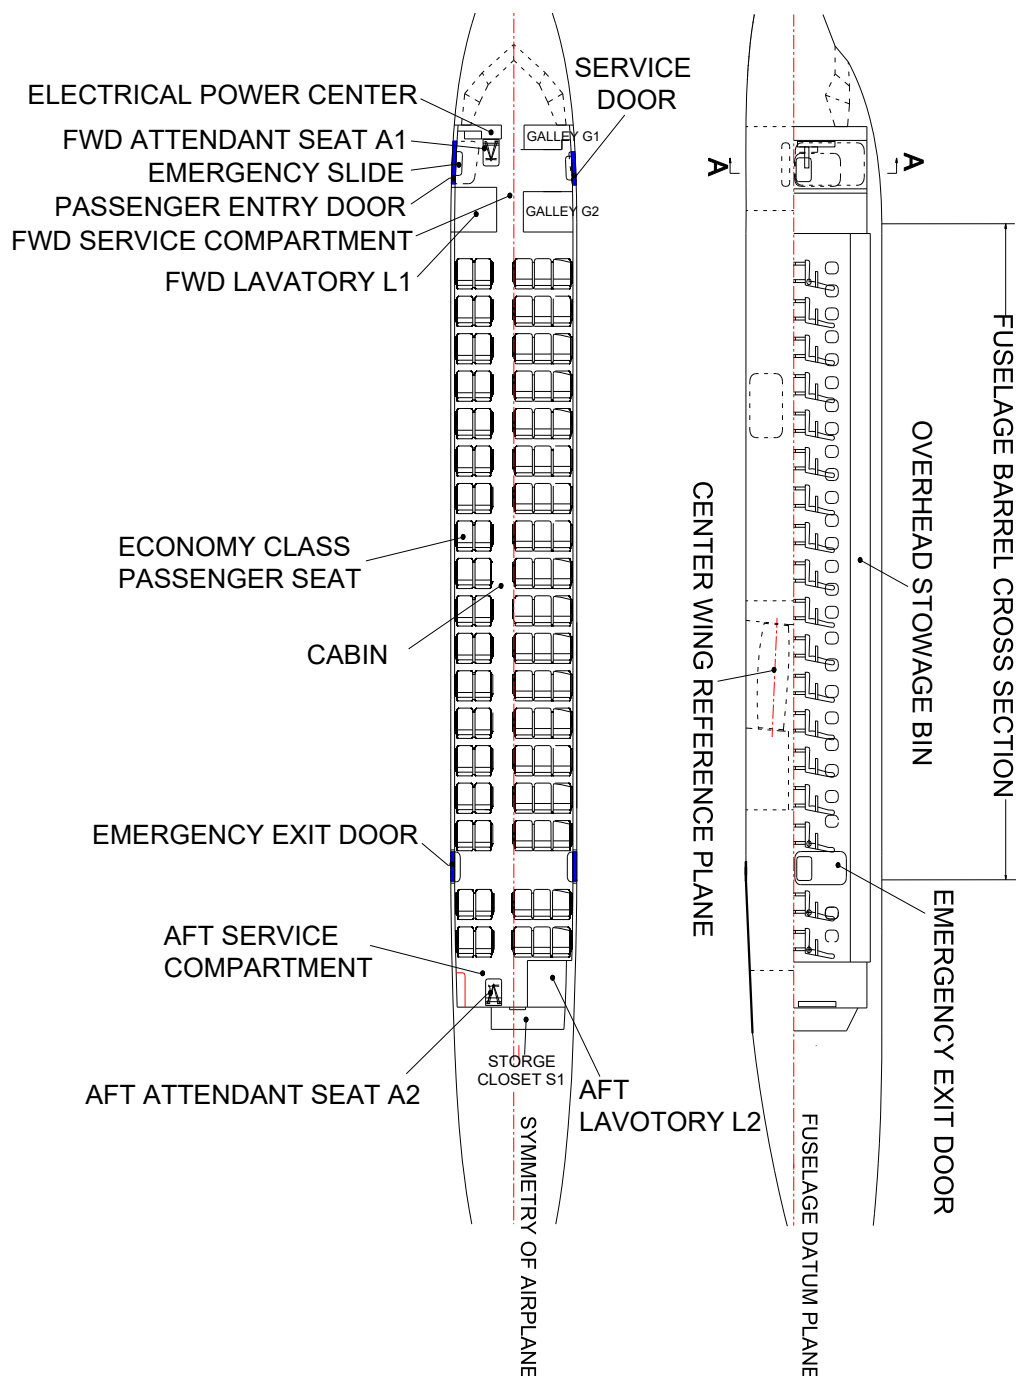 ELECTRICAL POWER CENTER
FWD ATTENDANT SEAT A1
EMERGENCY SLIDE
PASSENGER ENTRY DOOR
FWD SERVICE COMPARTMENT
FWD LAVATORY L1
SERVICE
DOOR
GALLEY G1
GALLEY G2
ECONOMY CLASS
PASSENGER SEAT
CABIN
EMERGENCY EXIT DOOR
AFT SERVICE
COMPARTMENT
AFT ATTENDANT SEAT A2
STORGE
CLOSET S1
AFT
LAVOTORY L2
SYMMETRY OF AIRPLANE
A
A
CENTER WING REFERENCE PLANE
OVERHEAD STOWAGE BIN
FUSELAGE BARREL CROSS SECTION
EMERGENCY EXIT DOOR
FUSELAGE DATUM PLANE